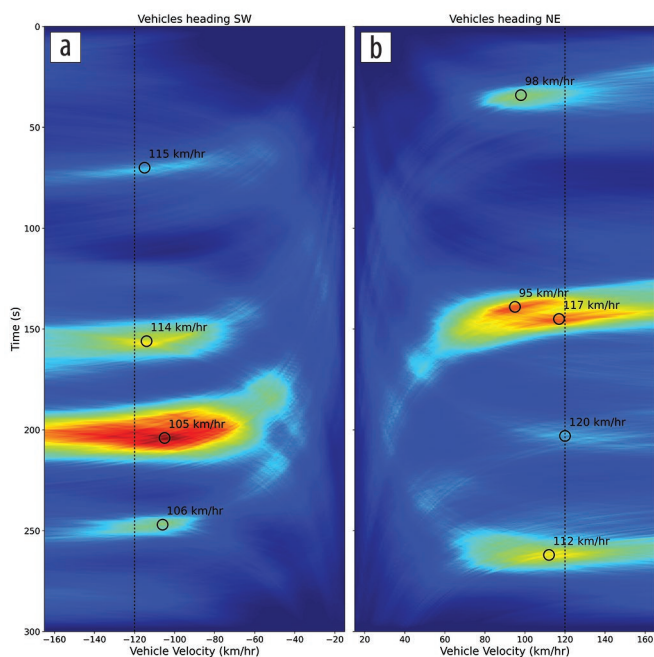 Vehicles heading SW
Vehicles heading NE
a
b
0
50
100
150
200
250
300
Time (s)
115 km/hr
114 km/hr
105 km/hr
106 km/hr
98 km/hr
95 km/hr
117 km/hr
120 km/hr
112 km/hr
−160 −140 −120 −100 −80 −60 −40 −20
20 40 60 80 100 120 140 160
Vehicle Velocity (km/hr)
Vehicle Velocity (km/hr)